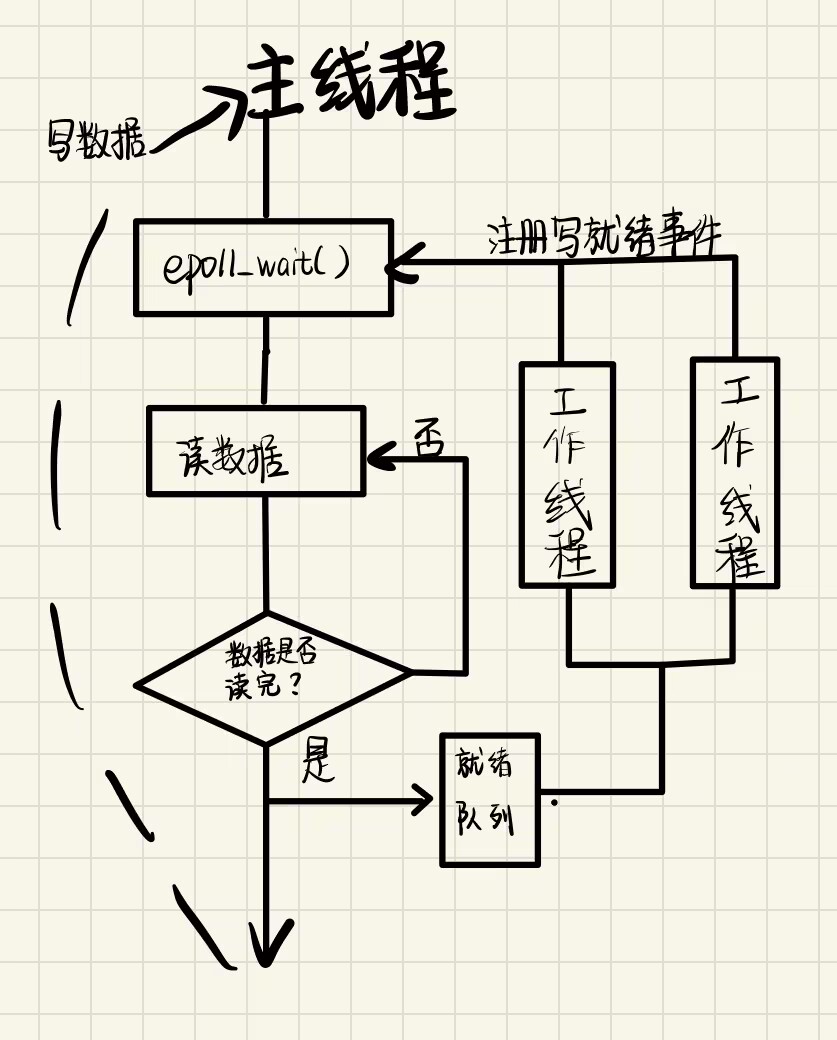 主线程
写数据
注册写就绪事件
epoll_wait()
工作线程
工作线程
否
读数据
数据是否
读完？
是
就绪
队列